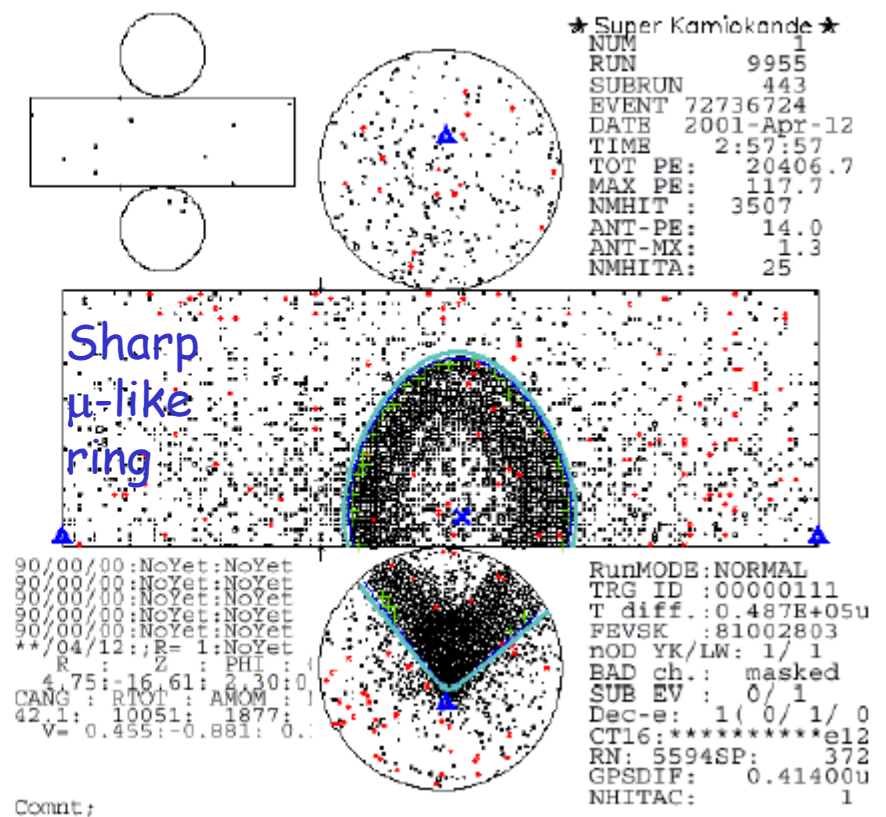 ★ Super Kamiokande ★
NUM 1
RUN 9955
SUBRUN 443
EVENT 72736724
DATE 2001-Apr-12
TIME 2:57:57
TOT PE: 20406.7
MAX PE: 117.7
NMHIT : 3507
ANT-PE: 14.0
ANT-MX: 1.3
NMHITA: 25
Sharp
μ-like
ring
90/00/00:NoYet:NoYet
90/00/00:NoYet:NoYet
90/00/00:NoYet:NoYet
90/00/00:NoYet:NoYet
90/00/00:NoYet:NoYet
**/04/12:;R= 1:NoYet
R : Z : PHI :
4.75:-16.61: 2.30:0
CANG : RTOT : AMOM :
42.1: 10051: 1877:
V= 0.455:-0.881: 0.
Comnt;
RunMODE:NORMAL
TRG ID :00000111
T diff.:0.487E+05u
FEVSK :81002803
nOD YK/LW: 1/ 1
BAD ch.: masked
SUB EV : 0/ 1
Dec-e: 1( 0/ 1/ 0
CT16:**********e12
RN: 5594SP: 372
GPSDIF: 0.41400u
NHITAC: 1